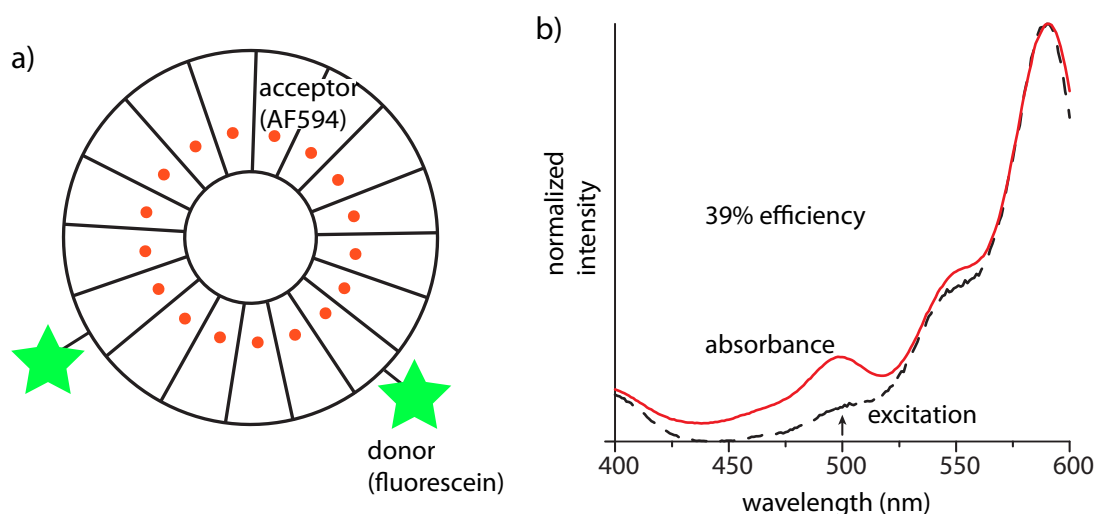 a)
acceptor
(AF594)
donor
(fluorescein)
b)
normalized
intensity
39% efficiency
absorbance
excitation
400
450
500
550
600
wavelength (nm)